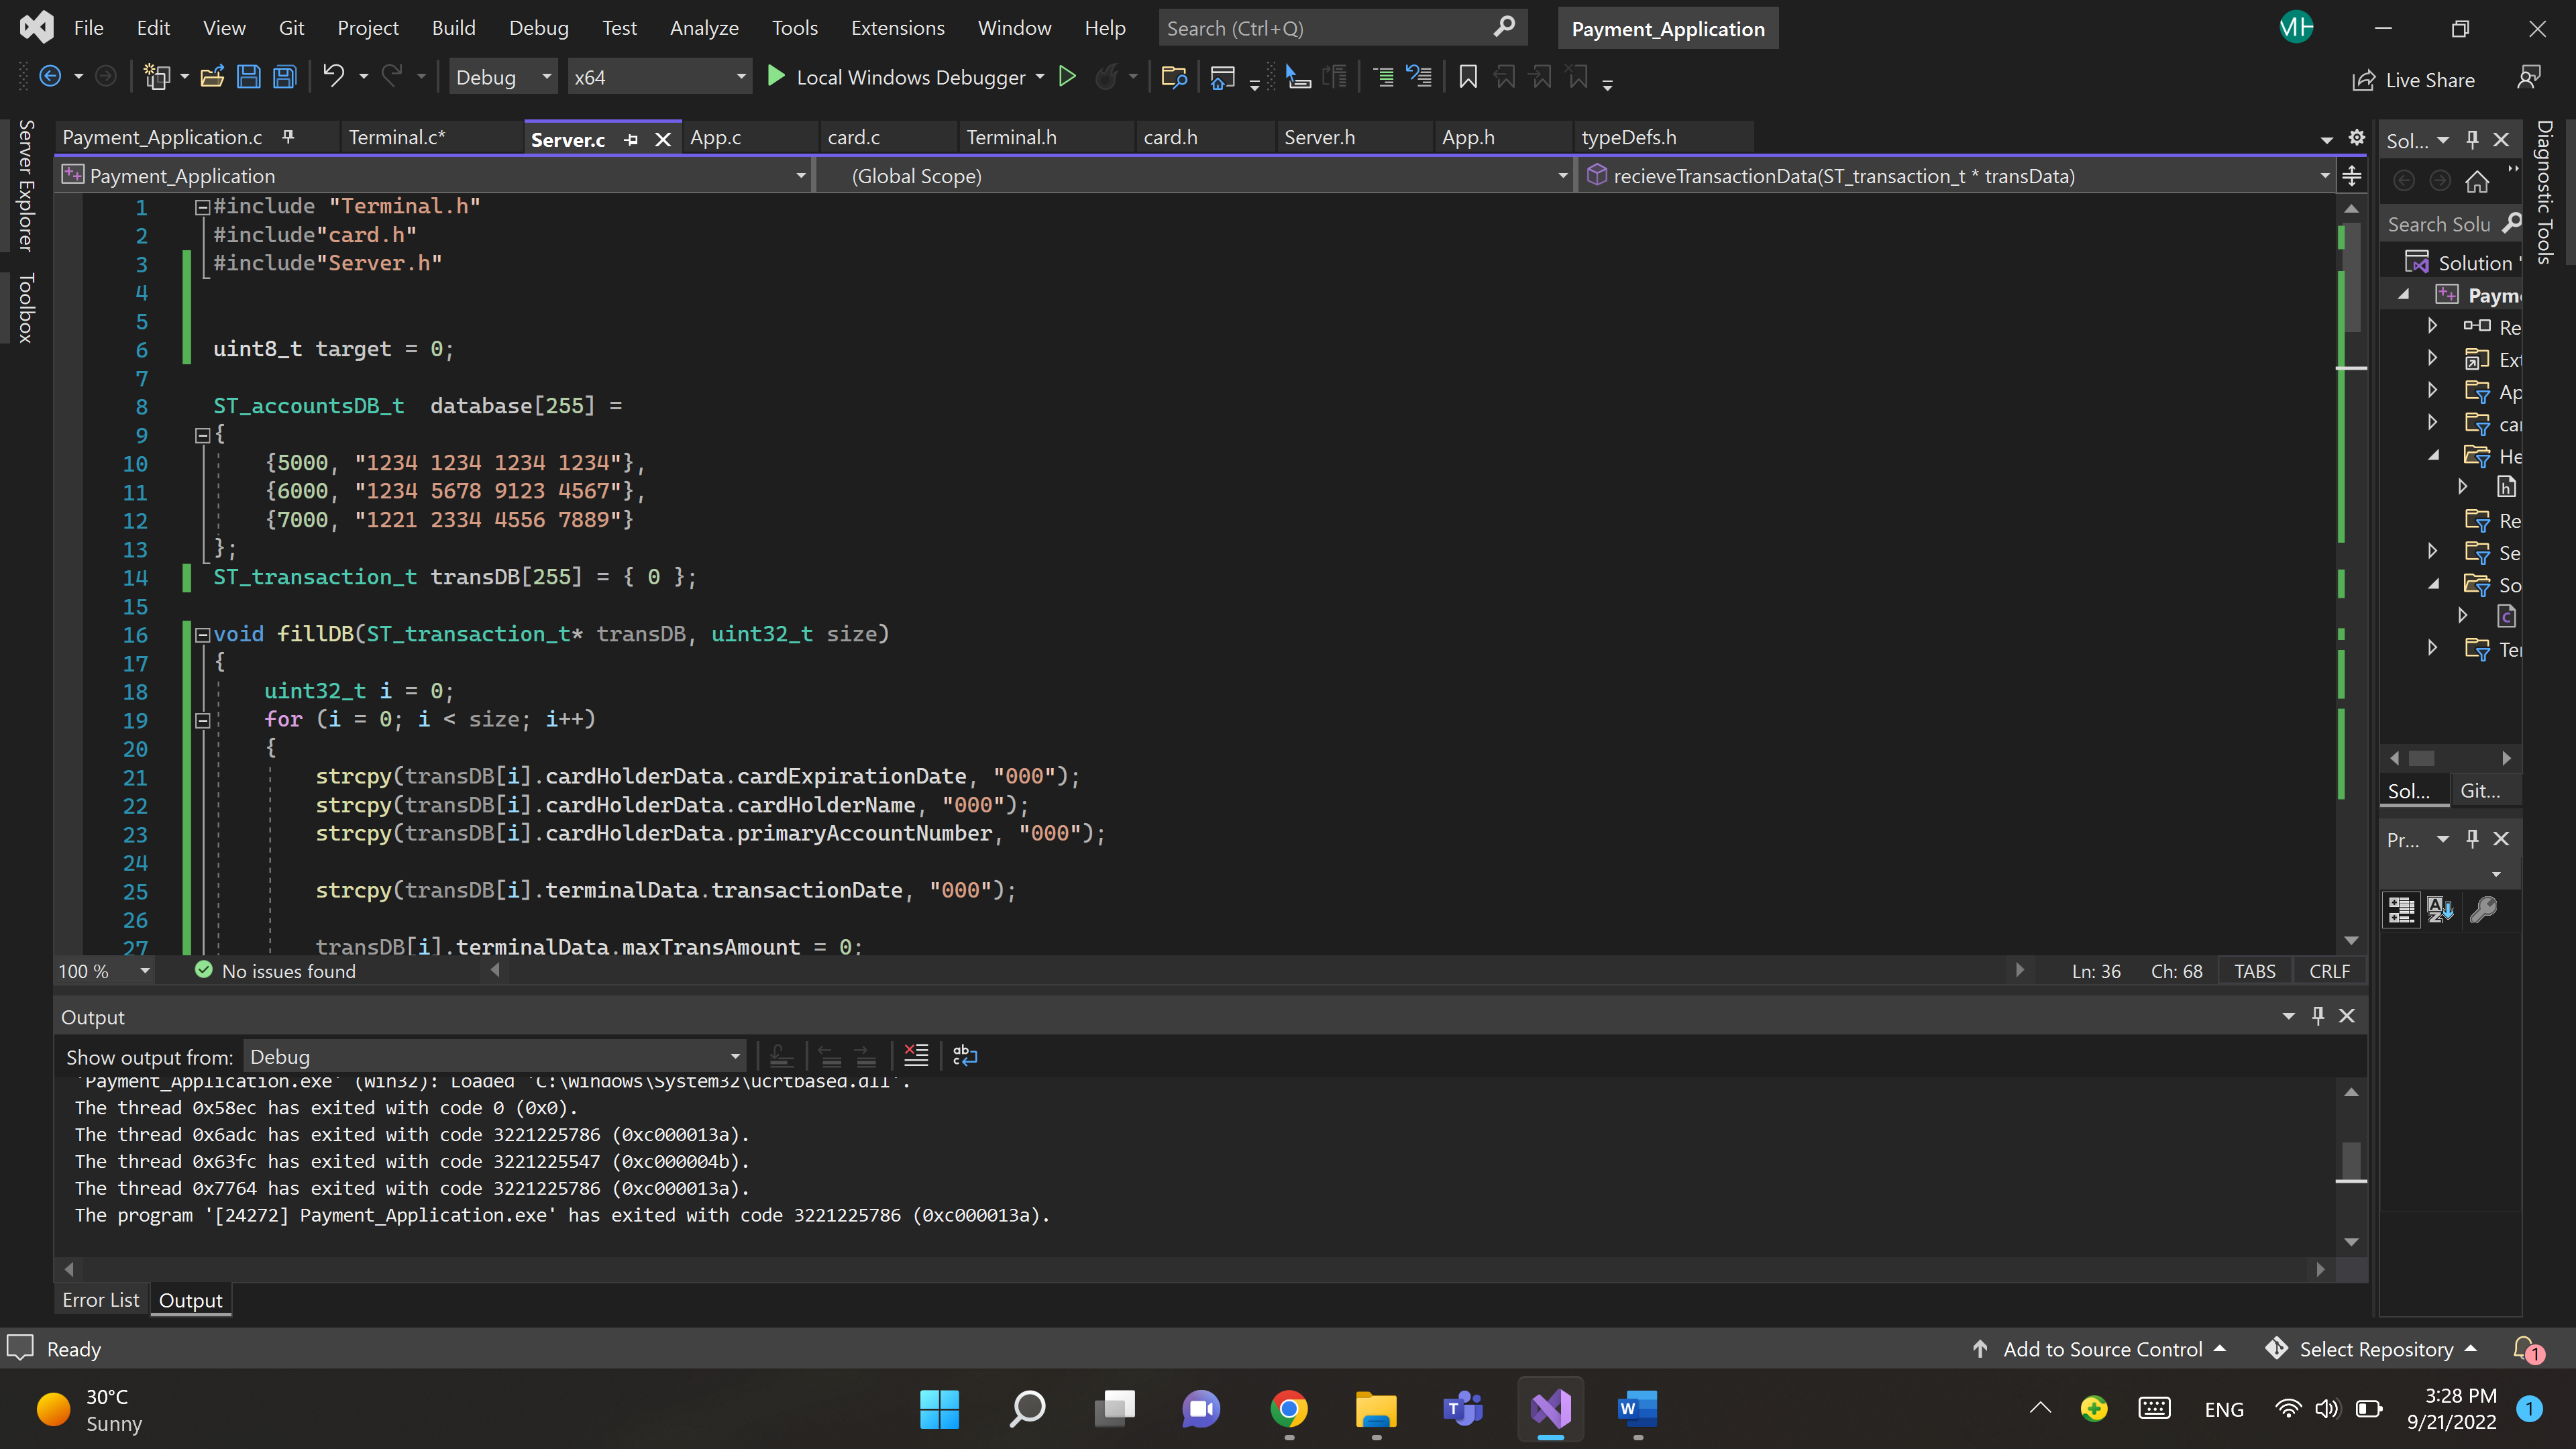 File Edit View Git Project Build Debug Test Analyze Tools Extensions Window Help Search (Ctrl+Q) Payment_Application MH
Debug x64 Local Windows Debugger Live Share
Server Explorer
Toolbox
Payment_Application.c Terminal.c* Server.c App.c card.c Terminal.h card.h Server.h App.h typeDefs.h
Payment_Application (Global Scope) recieveTransactionData(ST_transaction_t * transData)
1 #include "Terminal.h"
2 #include"card.h"
3 #include"Server.h"
4
5
6 uint8_t target = 0;
7
8 ST_accountsDB_t  database[255] =
9 {
10 {5000, "1234 1234 1234 1234"},
11 {6000, "1234 5678 9123 4567"},
12 {7000, "1221 2334 4556 7889"}
13 };
14 ST_transaction_t transDB[255] = { 0 };
15
16 void fillDB(ST_transaction_t* transDB, uint32_t size)
17 {
18 uint32_t i = 0;
19 for (i = 0; i < size; i++)
20 {
21 strcpy(transDB[i].cardHolderData.cardExpirationDate, "000");
22 strcpy(transDB[i].cardHolderData.cardHolderName, "000");
23 strcpy(transDB[i].cardHolderData.primaryAccountNumber, "000");
24
25 strcpy(transDB[i].terminalData.transactionDate, "000");
26
27 transDB[i].terminalData.maxTransAmount = 0;
100 % No issues found Ln: 36 Ch: 68 TABS CRLF
Output
Show output from: Debug
'Payment_Application.exe' (Win32): Loaded 'C:\Windows\System32\ucrtbased.dll'.
The thread 0x58ec has exited with code 0 (0x0).
The thread 0x6adc has exited with code 3221225786 (0xc000013a).
The thread 0x63fc has exited with code 3221225547 (0xc000004b).
The thread 0x7764 has exited with code 3221225786 (0xc000013a).
The program '[24272] Payment_Application.exe' has exited with code 3221225786 (0xc000013a).
Error List Output
Sol...
Search Solu
Solution '
Paym
Re
Ext
Ap
car
He
h
Re
Se
So
c
Ter
Sol... Git...
Pr...
Diagnostic Tools
Ready Add to Source Control Select Repository 1
30°C
Sunny
ENG
3:28 PM
9/21/2022
1